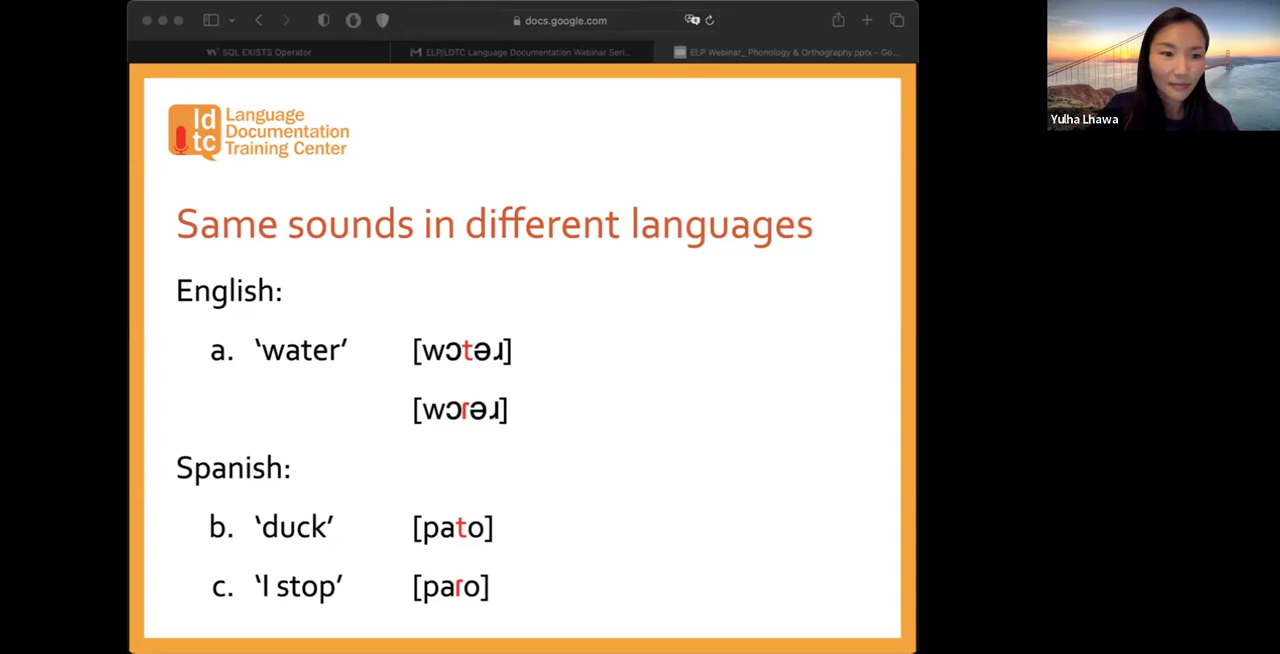 docs.google.com
SQL EXISTS Operator
ELP/LDTC Language Documentation Webinar Seri...
ELP Webinar_ Phonology & Orthography.pptx - Go...
Yulha Lhawa
ld
tc
Language
Documentation
Training Center
Same sounds in different languages
English:
a. ‘water’ [wɔtəɹ]
[wɔɾəɹ]
Spanish:
b. ‘duck’ [pato]
c. ‘I stop’ [paɾo]